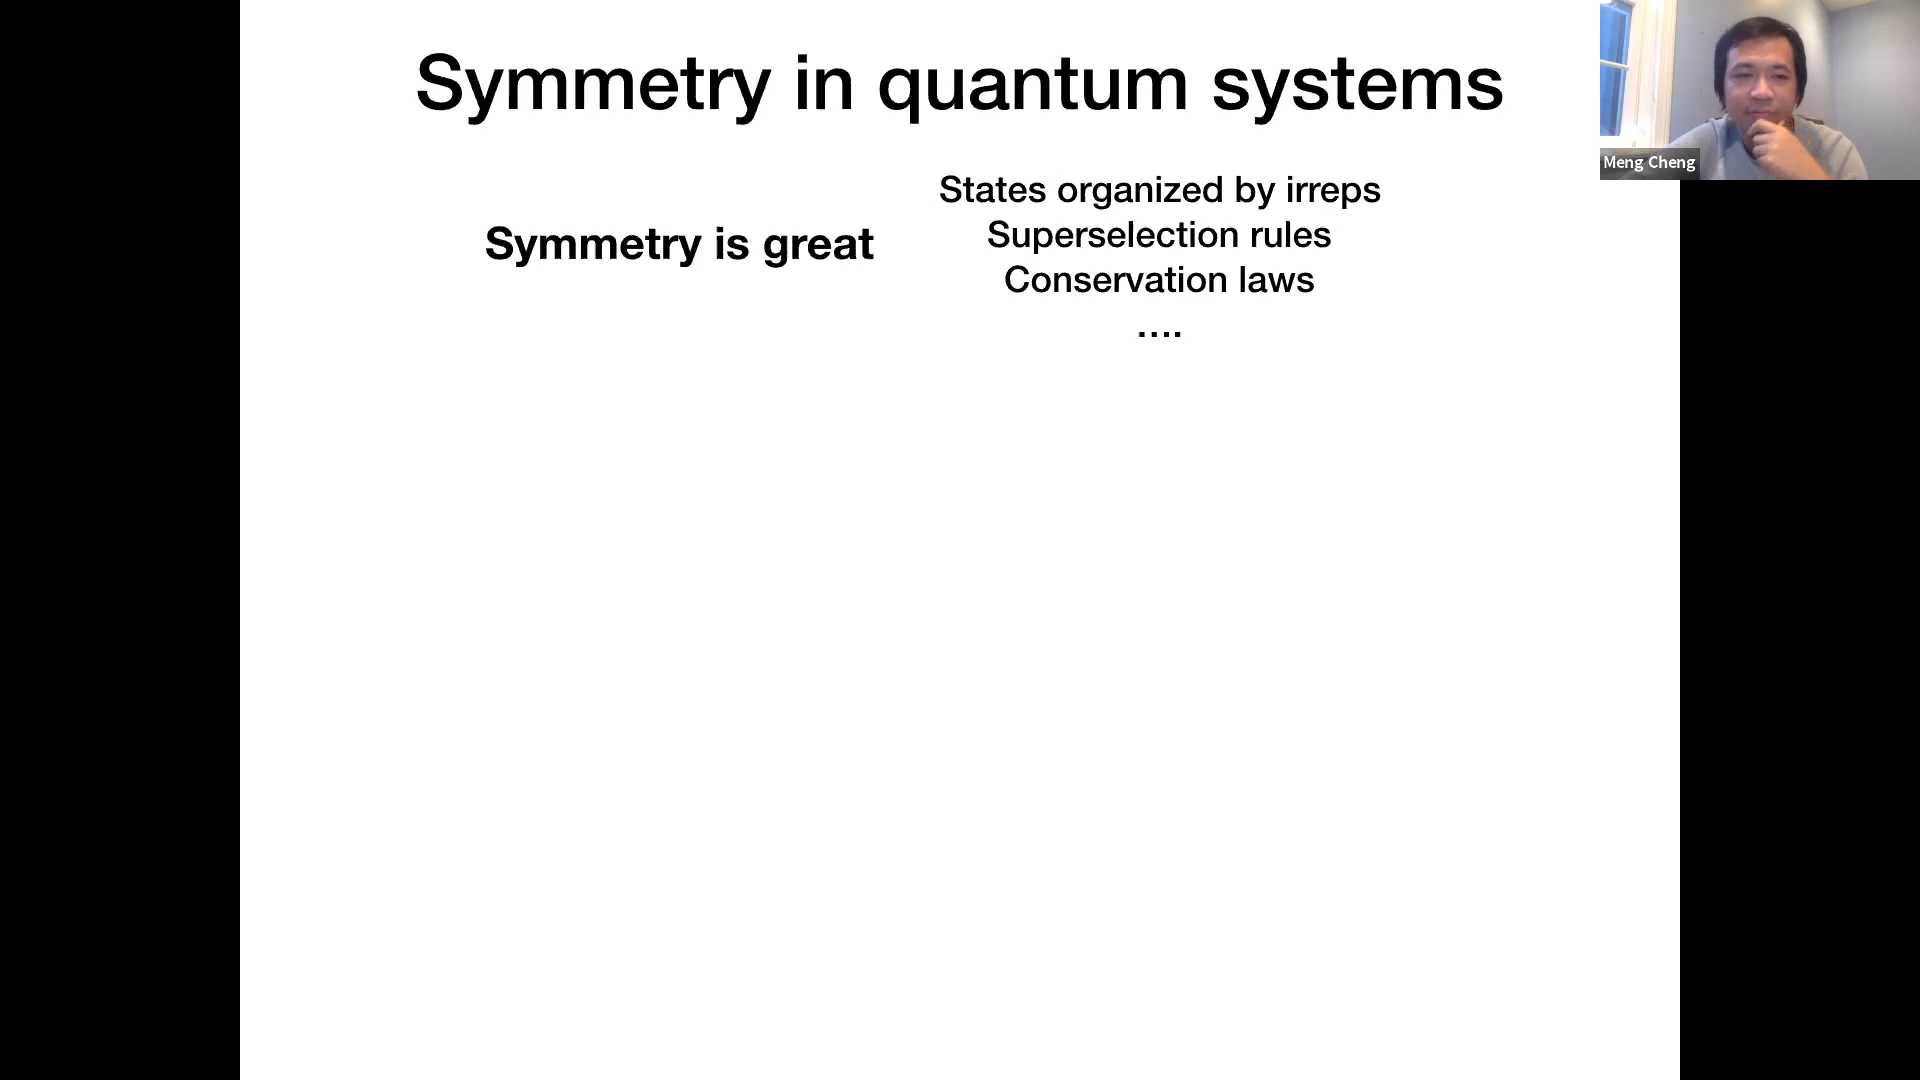 Symmetry in quantum systems
Meng Cheng
States organized by irreps
Symmetry is great
Superselection rules
Conservation laws
....